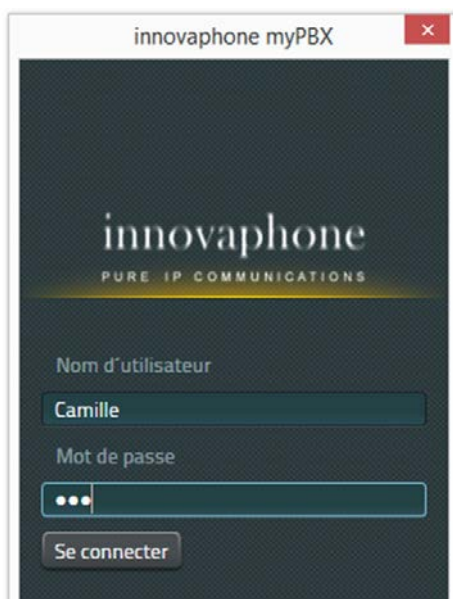 innovaphone myPBX
innovaphone
PURE IP COMMUNICATIONS
Nom d´utilisateur
Camille
Mot de passe
•••
Se connecter